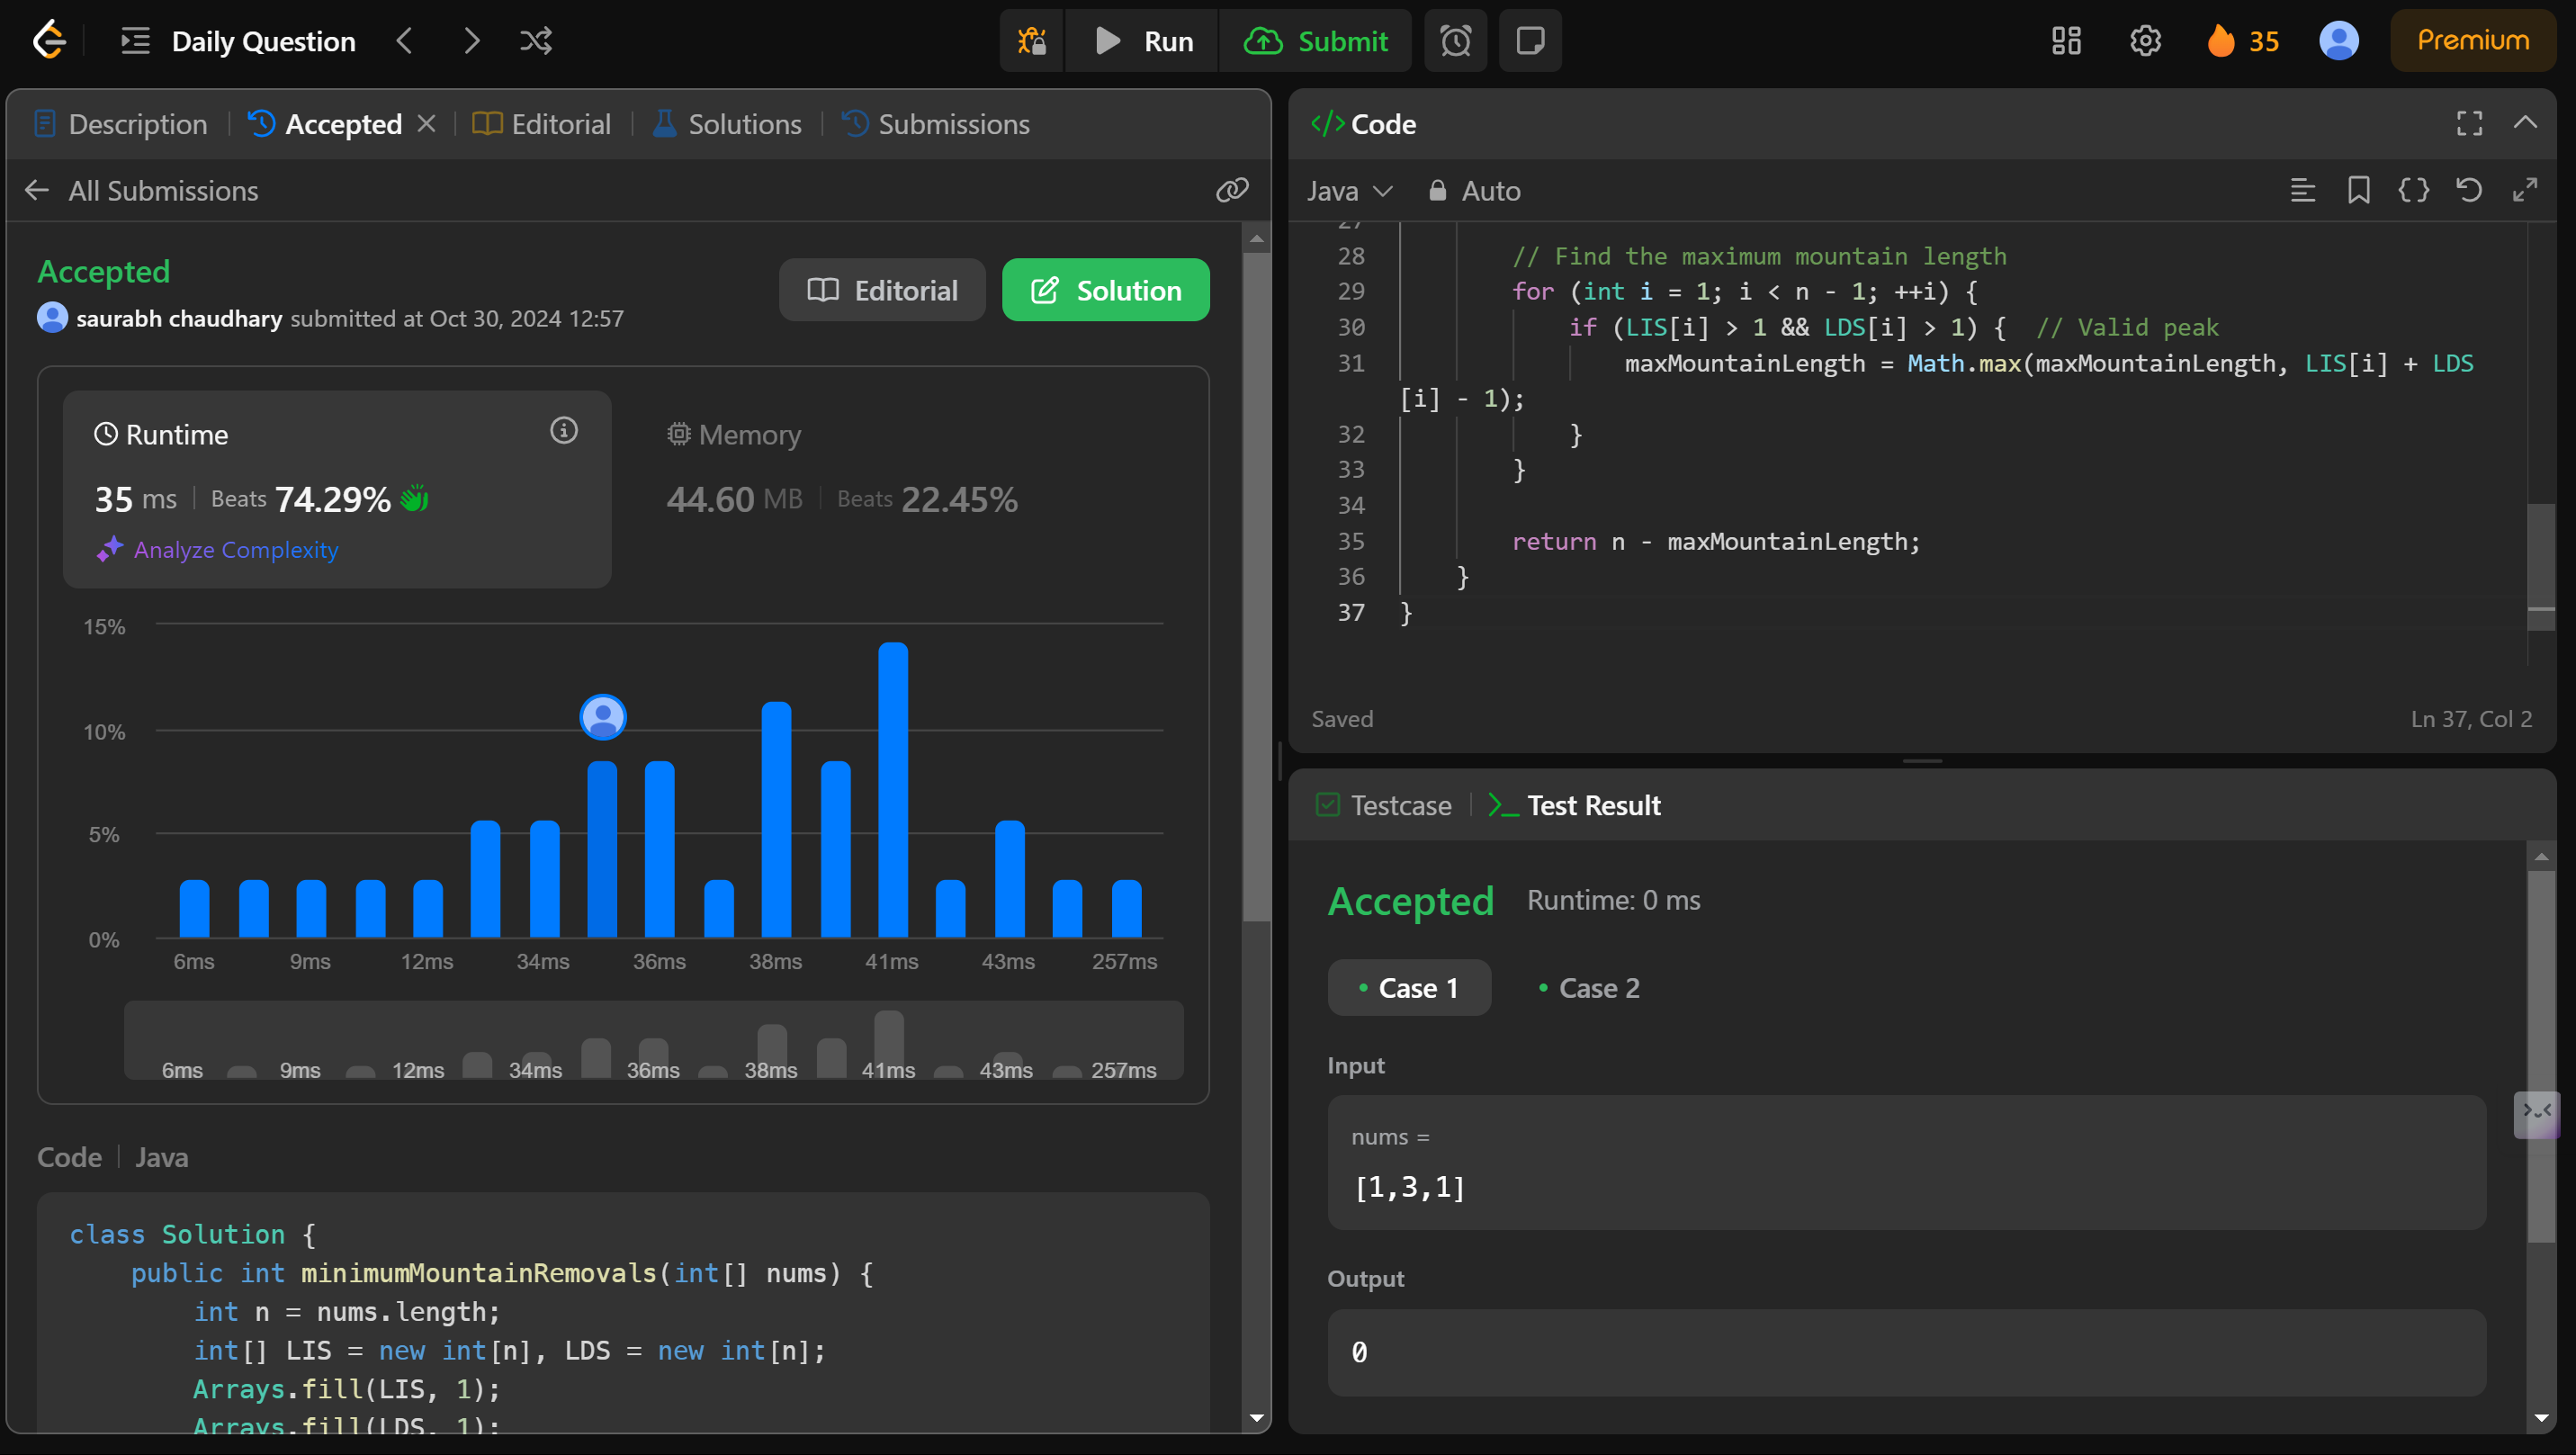 Daily Question
Run
Submit
35
Premium
Description
Accepted
Editorial
Solutions
Submissions
All Submissions
Accepted
saurabh chaudhary submitted at Oct 30, 2024 12:57
Editorial
Solution
Runtime
35 ms
Beats 74.29%
Analyze Complexity
Memory
44.60 MB
Beats 22.45%
15%
10%
5%
0%
6ms 9ms 12ms 34ms 36ms 38ms 41ms 43ms 257ms
6ms 9ms 12ms 34ms 36ms 38ms 41ms 43ms 257ms
Code
Java
class Solution {
public int minimumMountainRemovals(int[] nums) {
int n = nums.length;
int[] LIS = new int[n], LDS = new int[n];
Arrays.fill(LIS, 1);
Arrays.fill(LDS, 1);
</> Code
Java
Auto
27
28 // Find the maximum mountain length
29 for (int i = 1; i < n - 1; ++i) {
30 if (LIS[i] > 1 && LDS[i] > 1) { // Valid peak
31 maxMountainLength = Math.max(maxMountainLength, LIS[i] + LDS
[i] - 1);
32 }
33 }
34
35 return n - maxMountainLength;
36 }
37 }
Saved
Ln 37, Col 2
Testcase
Test Result
Accepted
Runtime: 0 ms
Case 1
Case 2
Input
nums =
[1,3,1]
Output
0